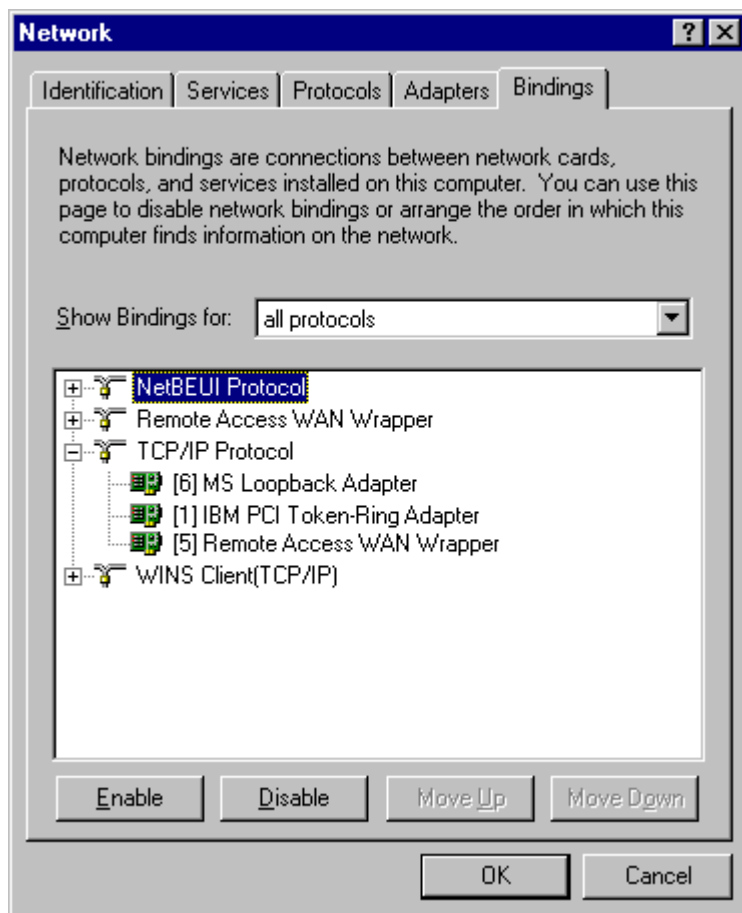 Network
Identification Services Protocols Adapters Bindings
Network bindings are connections between network cards,
protocols, and services installed on this computer. You can use this
page to disable network bindings or arrange the order in which this
computer finds information on the network.
Show Bindings for: all protocols
NetBEUI Protocol
Remote Access WAN Wrapper
TCP/IP Protocol
[6] MS Loopback Adapter
[1] IBM PCI Token-Ring Adapter
[5] Remote Access WAN Wrapper
WINS Client(TCP/IP)
Enable Disable Move Up Move Down
OK Cancel